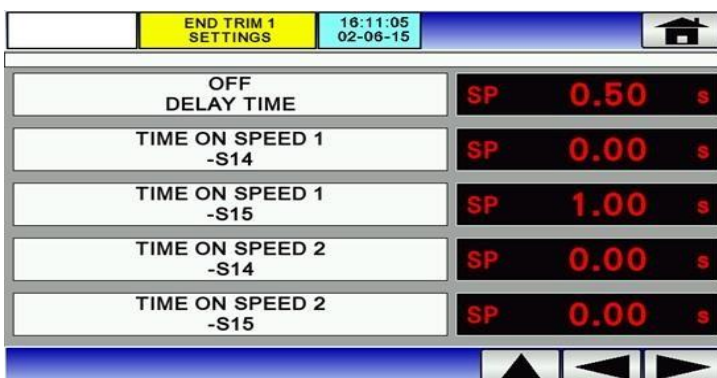 END TRIM 1
SETTINGS
16:11:05
02-06-15
OFF
DELAY TIME
SP 0.50 s
TIME ON SPEED 1
-S14
SP 0.00 s
TIME ON SPEED 1
-S15
SP 1.00 s
TIME ON SPEED 2
-S14
SP 0.00 s
TIME ON SPEED 2
-S15
SP 0.00 s